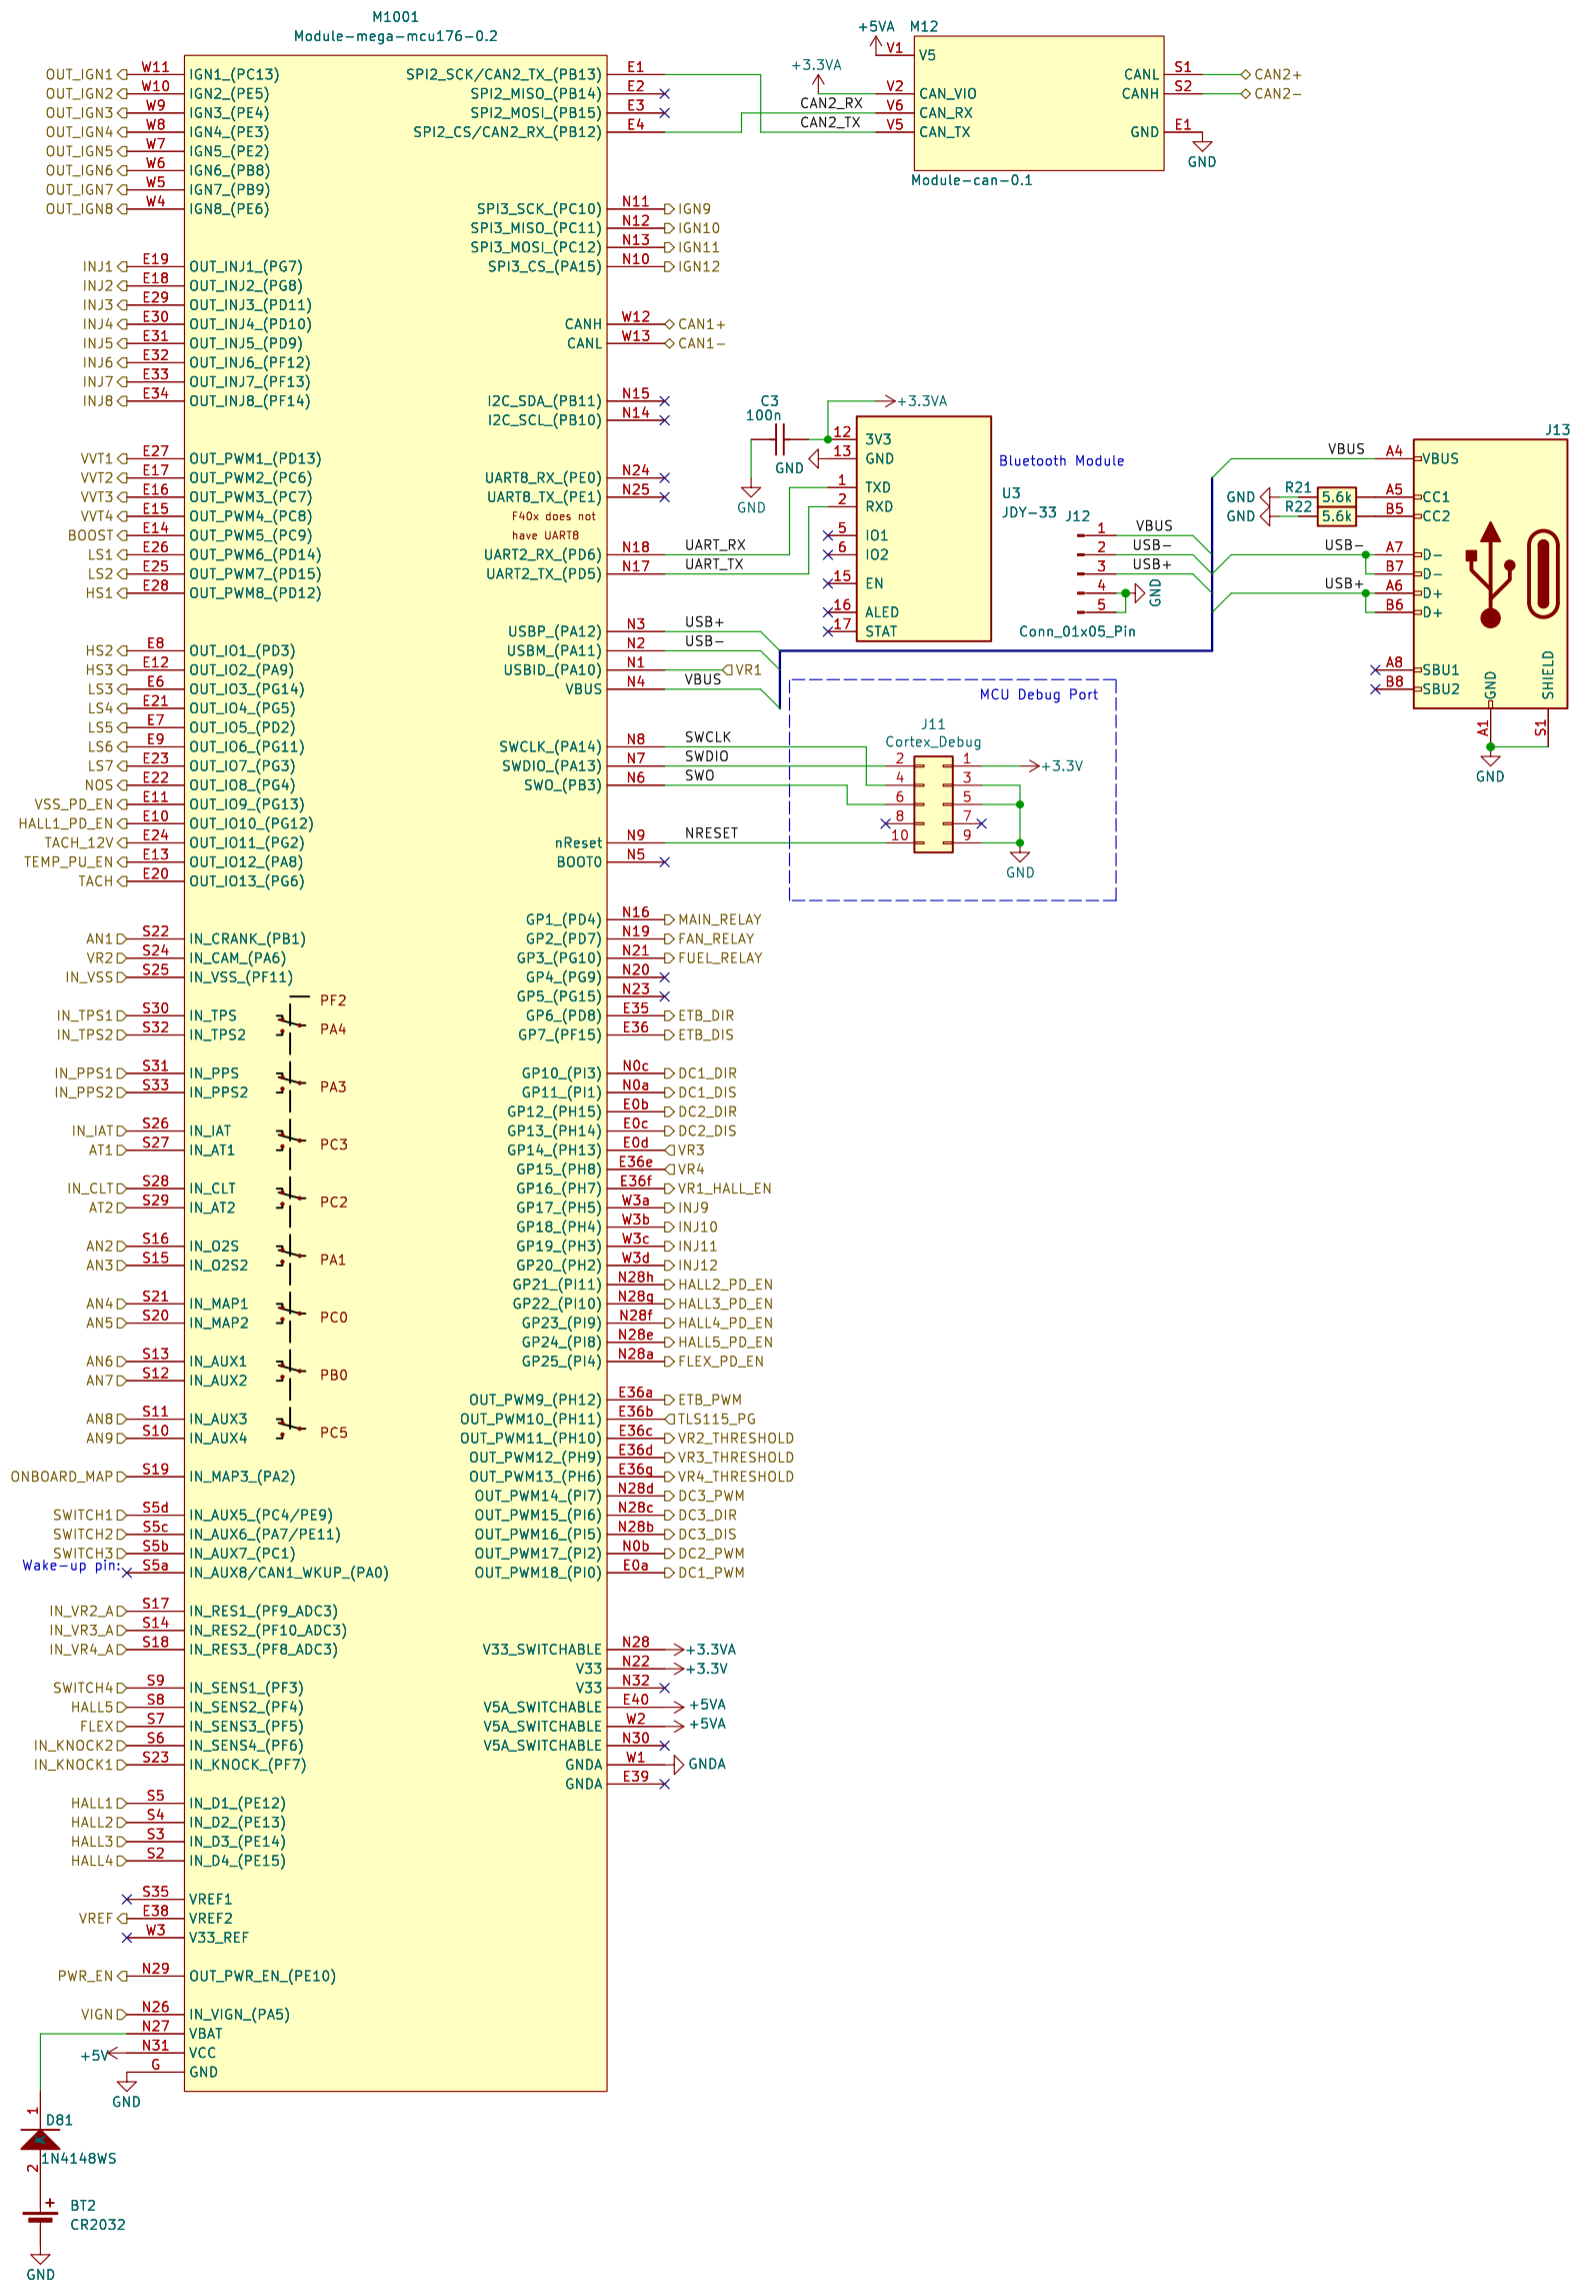 M1001
Module-mega-mcu176-0.2
OUT_IGN1 W11 IGN1_(PC13)
OUT_IGN2 W10 IGN2_(PE5)
OUT_IGN3 W9 IGN3_(PE4)
OUT_IGN4 W8 IGN4_(PE3)
OUT_IGN5 W7 IGN5_(PE2)
OUT_IGN6 W6 IGN6_(PB8)
OUT_IGN7 W5 IGN7_(PB9)
OUT_IGN8 W4 IGN8_(PE6)
INJ1 E19 OUT_INJ1_(PG7)
INJ2 E18 OUT_INJ2_(PG8)
INJ3 E29 OUT_INJ3_(PD11)
INJ4 E30 OUT_INJ4_(PD10)
INJ5 E31 OUT_INJ5_(PD9)
INJ6 E32 OUT_INJ6_(PF12)
INJ7 E33 OUT_INJ7_(PF13)
INJ8 E34 OUT_INJ8_(PF14)
VVT1 E27 OUT_PWM1_(PD13)
VVT2 E17 OUT_PWM2_(PC6)
VVT3 E16 OUT_PWM3_(PC7)
VVT4 E15 OUT_PWM4_(PC8)
BOOST E14 OUT_PWM5_(PC9)
LS1 E26 OUT_PWM6_(PD14)
LS2 E25 OUT_PWM7_(PD15)
HS1 E28 OUT_PWM8_(PD12)
HS2 E8 OUT_IO1_(PD3)
HS3 E12 OUT_IO2_(PA9)
LS3 E6 OUT_IO3_(PG14)
LS4 E21 OUT_IO4_(PG5)
LS5 E7 OUT_IO5_(PD2)
LS6 E9 OUT_IO6_(PG11)
LS7 E23 OUT_IO7_(PG3)
NOS E22 OUT_IO8_(PG4)
VSS_PD_EN E11 OUT_IO9_(PG13)
HALL1_PD_EN E10 OUT_IO10_(PG12)
TACH_12V E24 OUT_IO11_(PG2)
TEMP_PU_EN E13 OUT_IO12_(PA8)
TACH E20 OUT_IO13_(PG6)
AN1 S22 IN_CRANK_(PB1)
VR2 S24 IN_CAM_(PA6)
IN_VSS S25 IN_VSS_(PF11)
PF2
IN_TPS1 S30 IN_TPS
PA4
IN_TPS2 S32 IN_TPS2
IN_PPS1 S31 IN_PPS
PA3
IN_PPS2 S33 IN_PPS2
IN_IAT S26 IN_IAT
PC3
AT1 S27 IN_AT1
IN_CLT S28 IN_CLT
PC2
AT2 S29 IN_AT2
AN2 S16 IN_O2S
PA1
AN3 S15 IN_O2S2
AN4 S21 IN_MAP1
PC0
AN5 S20 IN_MAP2
AN6 S13 IN_AUX1
PB0
AN7 S12 IN_AUX2
AN8 S11 IN_AUX3
PC5
AN9 S10 IN_AUX4
ONBOARD_MAP S19 IN_MAP3_(PA2)
SWITCH1 S5d IN_AUX5_(PC4/PE9)
SWITCH2 S5c IN_AUX6_(PA7/PE11)
SWITCH3 S5b IN_AUX7_(PC1)
Wake-up pin: S5a IN_AUX8/CAN1_WKUP_(PA0)
IN_VR2_A S17 IN_RES1_(PF9_ADC3)
IN_VR3_A S14 IN_RES2_(PF10_ADC3)
IN_VR4_A S18 IN_RES3_(PF8_ADC3)
SWITCH4 S9 IN_SENS1_(PF3)
HALL5 S8 IN_SENS2_(PF4)
FLEX S7 IN_SENS3_(PF5)
IN_KNOCK2 S6 IN_SENS4_(PF6)
IN_KNOCK1 S23 IN_KNOCK_(PF7)
HALL1 S5 IN_D1_(PE12)
HALL2 S4 IN_D2_(PE13)
HALL3 S3 IN_D3_(PE14)
HALL4 S2 IN_D4_(PE15)
S35 VREF1
VREF E38 VREF2
W3 V33_REF
PWR_EN N29 OUT_PWR_EN_(PE10)
VIGN N26 IN_VIGN_(PA5)
N27 VBAT
+5V N31 VCC
G GND
GND
1
D81
1N4148WS
2
+
BT2
CR2032
GND
SPI2_SCK/CAN2_TX_(PB13) E1
SPI2_MISO_(PB14) E2
SPI2_MOSI_(PB15) E3
SPI2_CS/CAN2_RX_(PB12) E4
SPI3_SCK_(PC10) N11 IGN9
SPI3_MISO_(PC11) N12 IGN10
SPI3_MOSI_(PC12) N13 IGN11
SPI3_CS_(PA15) N10 IGN12
CANH W12 CAN1+
CANL W13 CAN1-
I2C_SDA_(PB11) N15
I2C_SCL_(PB10) N14
UART8_RX_(PE0) N24
UART8_TX_(PE1) N25
F40x does not
have UART8
UART2_RX_(PD6) N18 UART_RX
UART2_TX_(PD5) N17 UART_TX
USBP_(PA12) N3 USB+
USBM_(PA11) N2 USB-
USBID_(PA10) N1 VR1
VBUS N4 VBUS
SWCLK_(PA14) N8 SWCLK
SWDIO_(PA13) N7 SWDIO
SWO_(PB3) N6 SWO
nReset N9 NRESET
BOOT0 N5
GP1_(PD4) N16 MAIN_RELAY
GP2_(PD7) N19 FAN_RELAY
GP3_(PG10) N21 FUEL_RELAY
GP4_(PG9) N20
GP5_(PG15) N23
GP6_(PD8) E35 ETB_DIR
GP7_(PF15) E36 ETB_DIS
GP10_(PI3) N0c DC1_DIR
GP11_(PI1) N0a DC1_DIS
GP12_(PH15) E0b DC2_DIR
GP13_(PH14) E0c DC2_DIS
GP14_(PH13) E0d VR3
GP15_(PH8) E36e VR4
GP16_(PH7) E36f VR1_HALL_EN
GP17_(PH5) W3a INJ9
GP18_(PH4) W3b INJ10
GP19_(PH3) W3c INJ11
GP20_(PH2) W3d INJ12
GP21_(PI11) N28h HALL2_PD_EN
GP22_(PI10) N28g HALL3_PD_EN
GP23_(PI9) N28f HALL4_PD_EN
GP24_(PI8) N28e HALL5_PD_EN
GP25_(PI4) N28a FLEX_PD_EN
OUT_PWM9_(PH12) E36a ETB_PWM
OUT_PWM10_(PH11) E36b TLS115_PG
OUT_PWM11_(PH10) E36c VR2_THRESHOLD
OUT_PWM12_(PH9) E36d VR3_THRESHOLD
OUT_PWM13_(PH6) E36g VR4_THRESHOLD
OUT_PWM14_(PI7) N28d DC3_PWM
OUT_PWM15_(PI6) N28c DC3_DIR
OUT_PWM16_(PI5) N28b DC3_DIS
OUT_PWM17_(PI2) N0b DC2_PWM
OUT_PWM18_(PI0) E0a DC1_PWM
V33_SWITCHABLE N28 +3.3VA
V33 N22 +3.3V
V33 N32
V5A_SWITCHABLE E40 +5VA
V5A_SWITCHABLE W2 +5VA
V5A_SWITCHABLE N30
GNDA W1 GNDA
GNDA E39
+5VA M12
V1 V5
+3.3VA
V2 CAN_VIO
CAN2_RX V6 CAN_RX
CAN2_TX V5 CAN_TX
CANL S1 CAN2+
CANH S2 CAN2-
GND E1
GND
Module-can-0.1
C3
100n
+3.3VA
GND
GND
12 3V3
13 GND
1 TXD
2 RXD
5 IO1
6 IO2
15 EN
16 ALED
17 STAT
Bluetooth Module
U3
JDY-33
J12
1 VBUS
2 USB-
3 USB+
4
5
GND
Conn_01x05_Pin
MCU Debug Port
J11
Cortex_Debug
2 1 +3.3V
4 3
6 5
8 7
10 9
GND
J13
VBUS A4 VBUS
GND R21 5.6k A5 CC1
GND R22 5.6k B5 CC2
USB- A7 D-
B7 D-
USB+ A6 D+
B6 D+
A8 SBU1
B8 SBU2
GND
SHIELD
A1
S1
GND